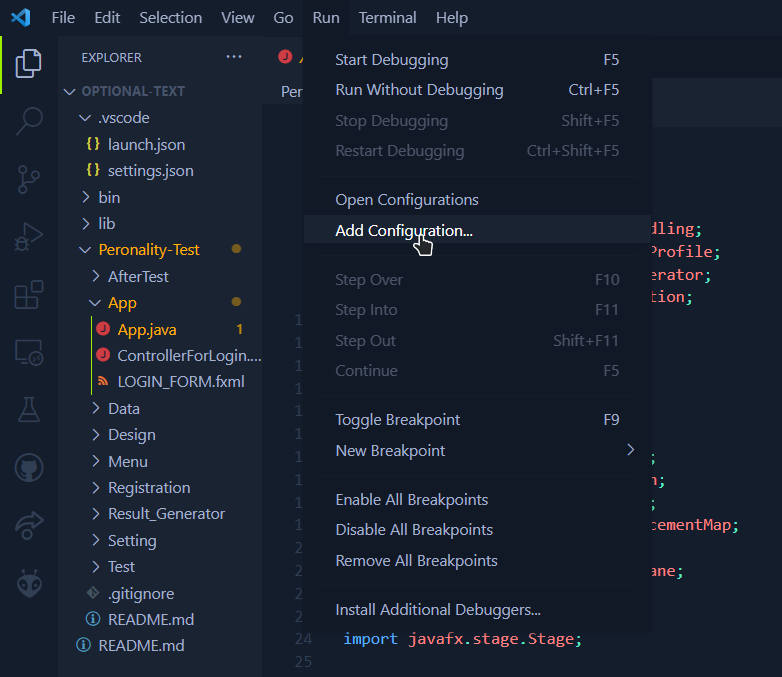 File Edit Selection View Go Run Terminal Help
EXPLORER
OPTIONAL-TEXT
.vscode
{} launch.json
{} settings.json
bin
lib
Peronality-Test
AfterTest
App
J App.java 1
J ControllerForLogin....
LOGIN_FORM.fxml
Data
Design
Menu
Registration
Result_Generator
Setting
Test
.gitignore
README.md
README.md
J
Per
Start Debugging F5
Run Without Debugging Ctrl+F5
Stop Debugging Shift+F5
Restart Debugging Ctrl+Shift+F5
Open Configurations
Add Configuration...
Step Over F10
Step Into F11
Step Out Shift+F11
Continue F5
Toggle Breakpoint F9
New Breakpoint
Enable All Breakpoints
Disable All Breakpoints
Remove All Breakpoints
Install Additional Debuggers...
dling;
Profile;
erator;
tion;
;
n;
;
cementMap;
ane;
24 import javafx.stage.Stage;
25